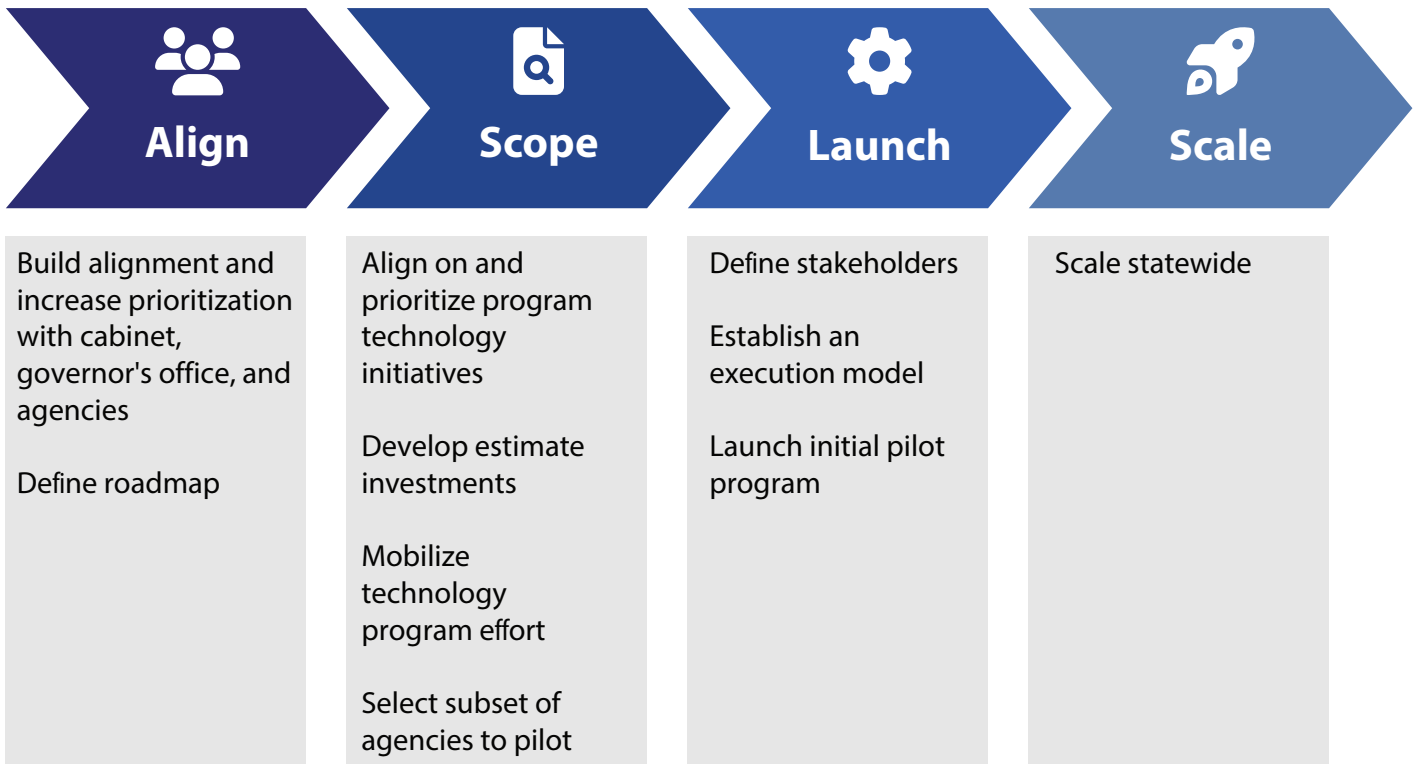 Align
Build alignment and
increase prioritization
with cabinet,
governor's office, and
agencies
Define roadmap
Scope
Align on and
prioritize program
technology
initiatives
Develop estimate
investments
Mobilize
technology
program effort
Select subset of
agencies to pilot
Launch
Define stakeholders
Establish an
execution model
Launch initial pilot
program
Scale
Scale statewide